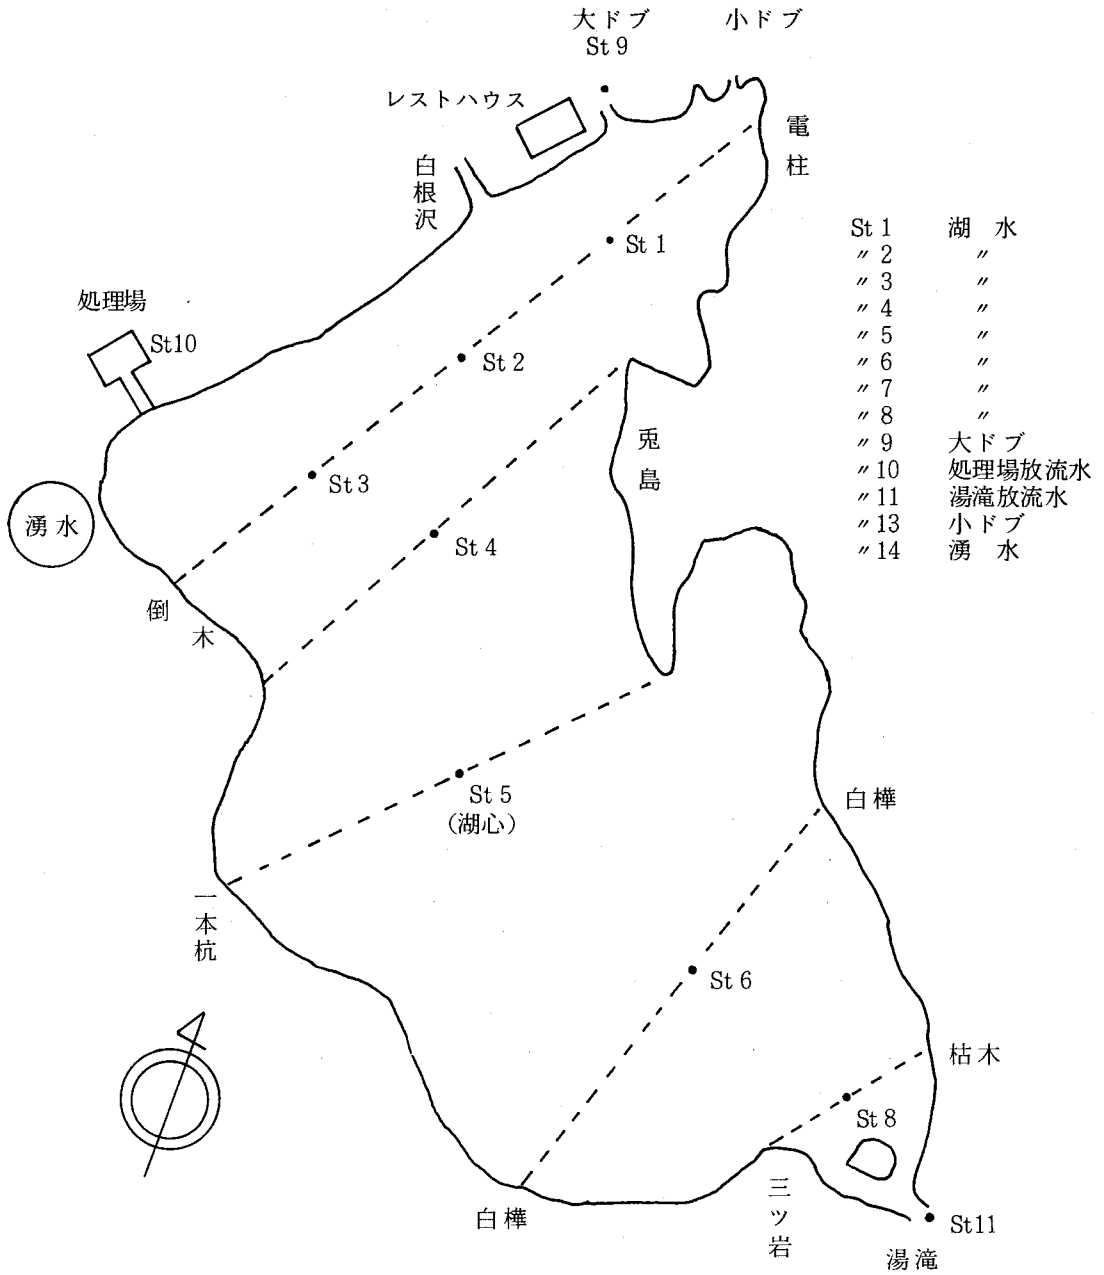 大ドブ
St 9
小ドブ
レストハウス
電柱
白根沢
St 1
処理場
St10
St 2
兎島
St 3
湧水
St 4
倒木
St 5
(湖心)
白樺
一本杭
St 6
枯木
St 8
白樺
三ッ岩
St11
湯滝
St 1 湖 水
〃 2 〃
〃 3 〃
〃 4 〃
〃 5 〃
〃 6 〃
〃 7 〃
〃 8 〃
〃 9 大ドブ
〃 10 処理場放流水
〃 11 湯滝放流水
〃 13 小ドブ
〃 14 湧 水